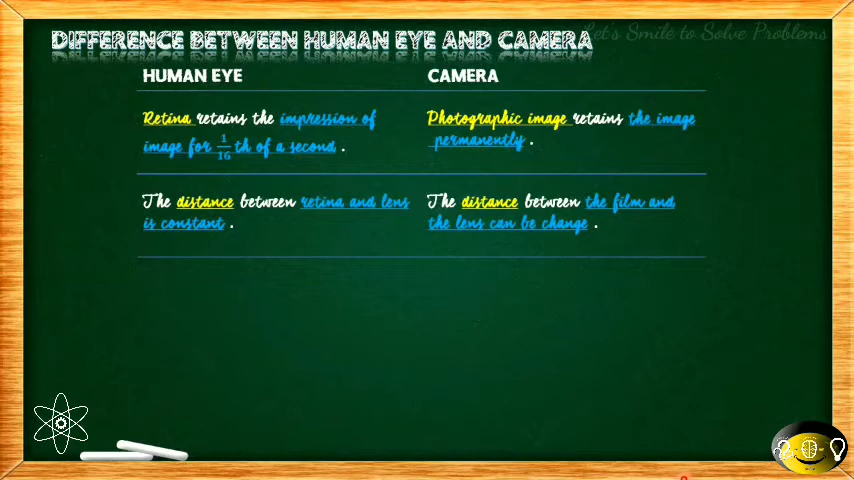 Let's Smile to Solve Problems
DIFFERENCE BETWEEN HUMAN EYE AND CAMERA
HUMAN EYE
CAMERA
Retina retains the impression of
image for 1/16 th of a second .
Photographic image retains the image
permanently .
The distance between retina and lens
is constant .
The distance between the film and
the lens can be change .